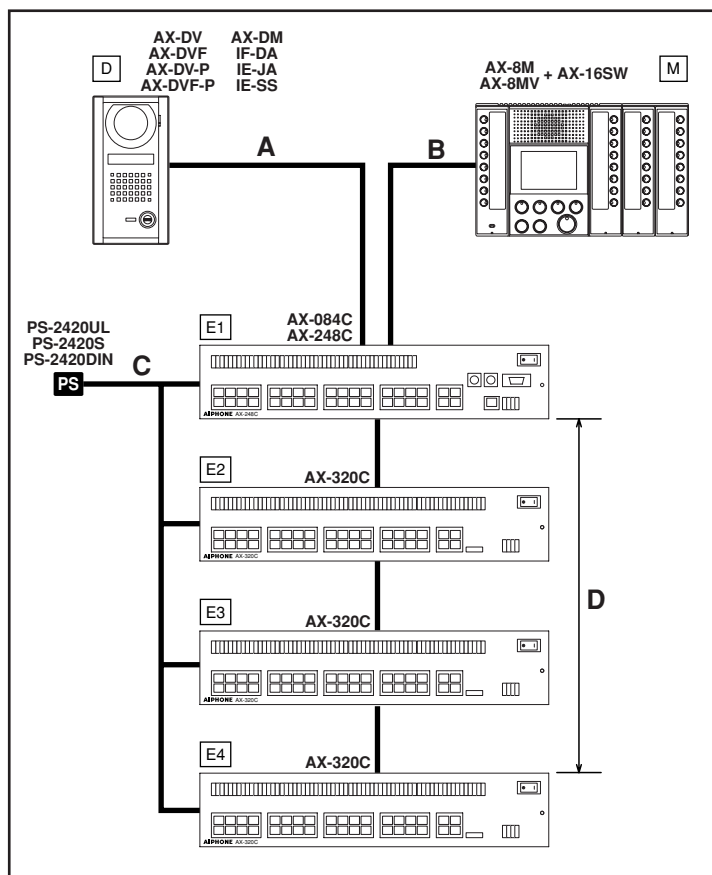 AX-DV AX-DM
AX-DVF IF-DA
AX-DV-P IE-JA
AX-DVF-P IE-SS
D
AX-8M
AX-8MV + AX-16SW
M
A
B
PS-2420UL
PS-2420S
PS-2420DIN
PS
C
E1
AX-084C
AX-248C
AIPHONE AX-248C
E2
AX-320C
AIPHONE AX-320C
D
E3
AX-320C
AIPHONE AX-320C
E4
AX-320C
AIPHONE AX-320C